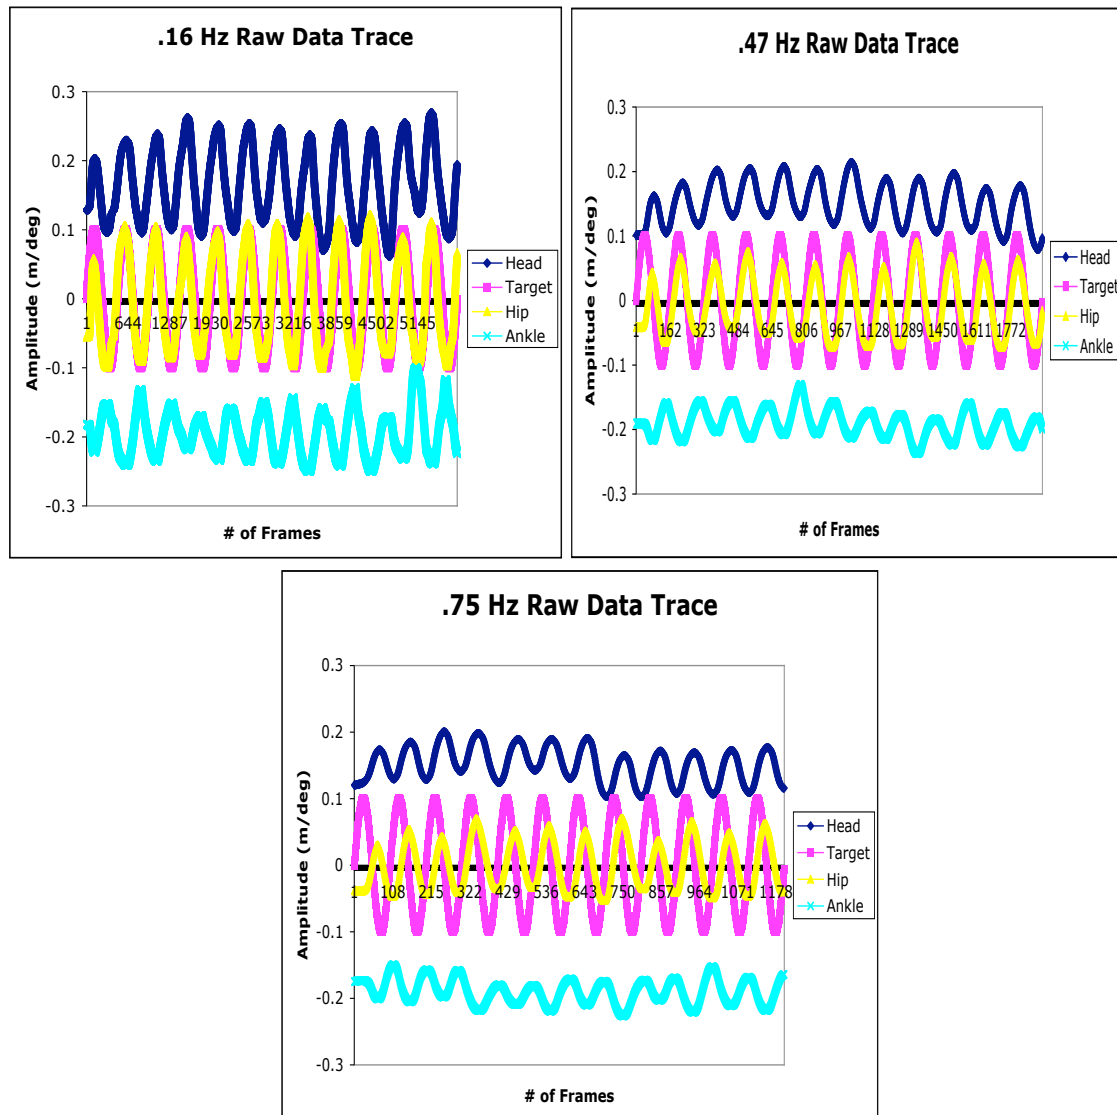 .16 Hz Raw Data Trace
0.3
0.2
0.1
0
-0.1
-0.2
-0.3
Amplitude (m/deg)
1 644 1287 1930 2573 3216 3859 4502 5145
# of Frames
Head
Target
Hip
Ankle
.47 Hz Raw Data Trace
0.3
0.2
0.1
0
-0.1
-0.2
-0.3
Amplitude (m/deg)
1 162 323 484 645 806 967 1128 1289 1450 1611 1772
# of Frames
Head
Target
Hip
Ankle
.75 Hz Raw Data Trace
0.3
0.2
0.1
0
-0.1
-0.2
-0.3
Amplitude (m/deg)
1 108 215 322 429 536 643 750 857 964 1071 1178
# of Frames
Head
Target
Hip
Ankle